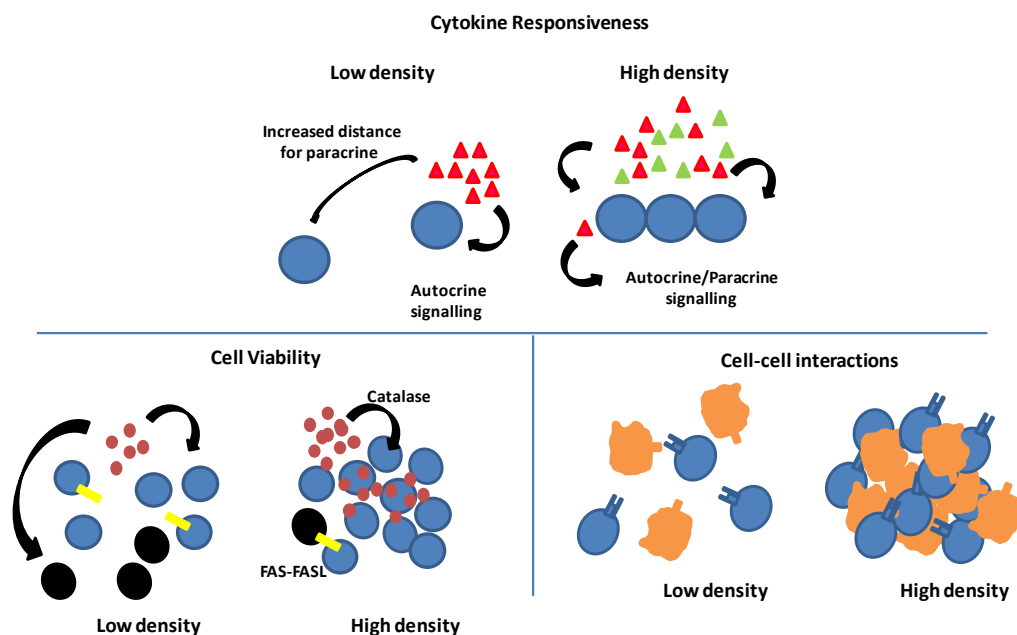 Cytokine Responsiveness
Low density
High density
Increased distance
for paracrine
Autocrine
signalling
Autocrine/Paracrine
signalling
Cell Viability
Catalase
FAS-FASL
Low density
High density
Cell-cell interactions
Low density
High density